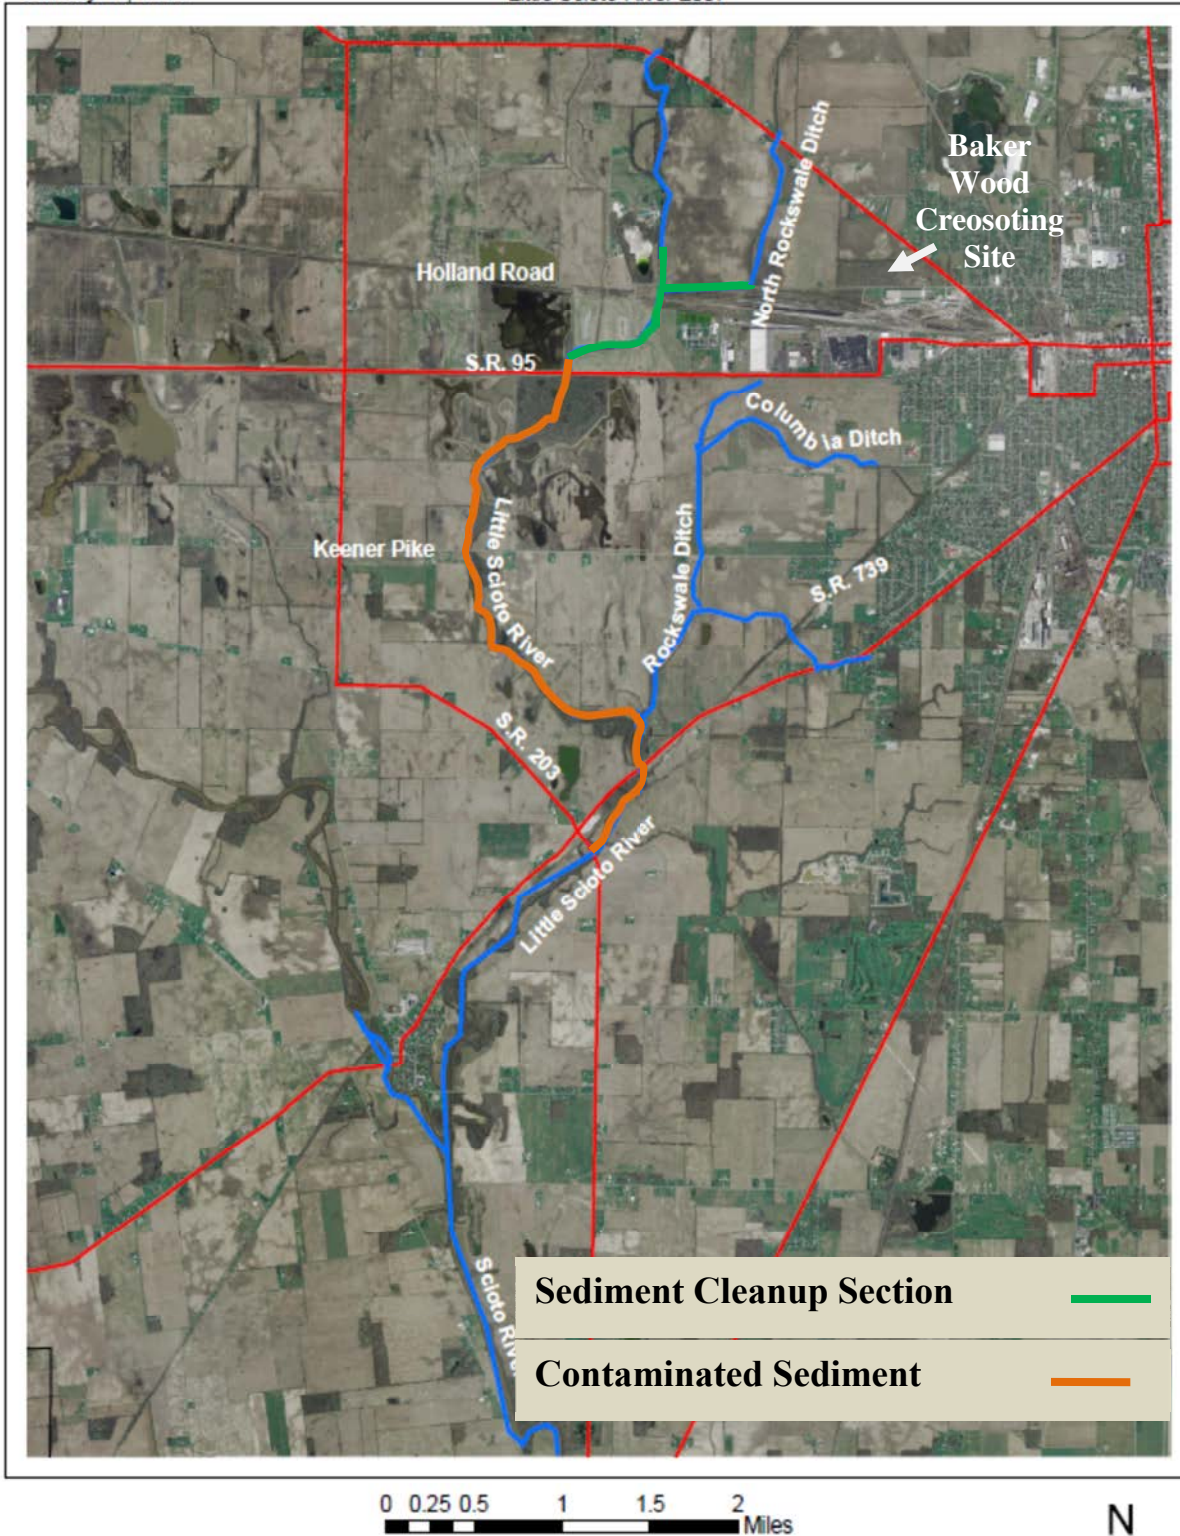 Baker
Wood
Creosoting
Site
North Rockswale Ditch
Holland Road
S.R. 95
Columbia Ditch
Little Scioto River
Keener Pike
Rockswale Ditch
S.R. 739
S.R. 203
Little Scioto River
Scioto River
Sediment Cleanup Section
Contaminated Sediment
0 0.25 0.5 1 1.5 2
Miles
N